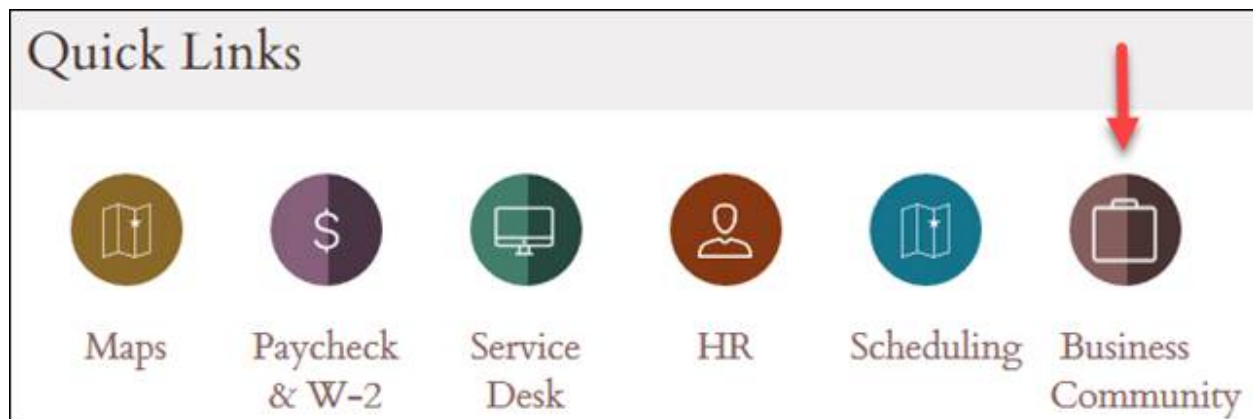 Quick Links
$
Maps
Paycheck
& W-2
Service
Desk
HR
Scheduling
Business
Community